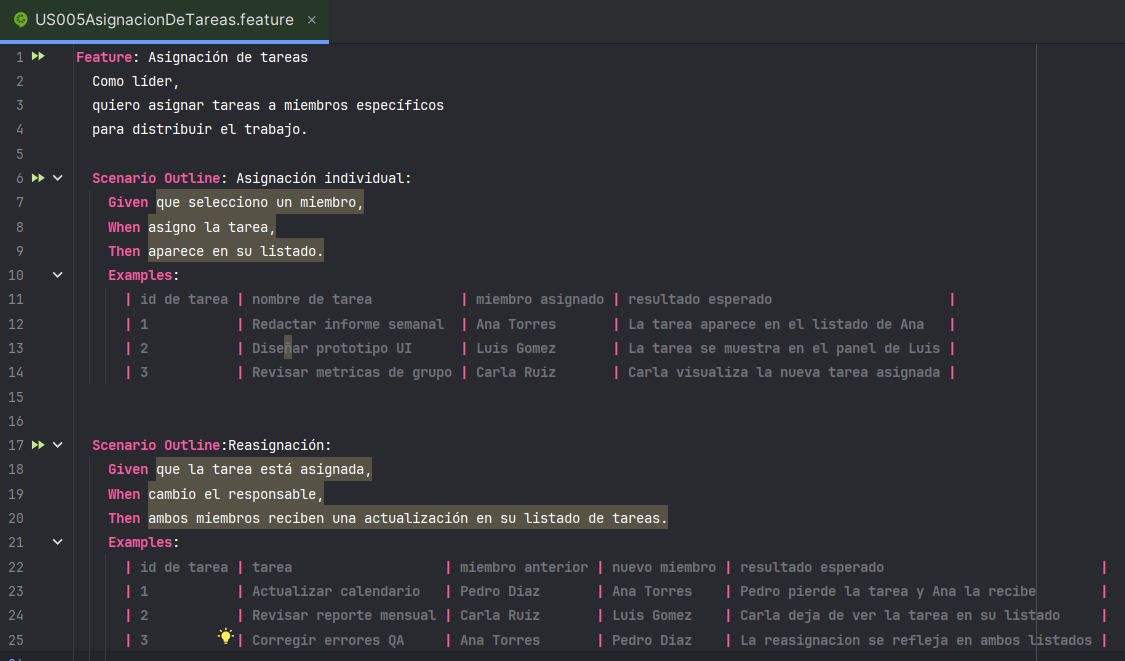 US005AsignacionDeTareas.feature ×
1 Feature: Asignación de tareas
2 Como líder,
3 quiero asignar tareas a miembros específicos
4 para distribuir el trabajo.
5
6 Scenario Outline: Asignación individual:
7 Given que selecciono un miembro,
8 When asigno la tarea,
9 Then aparece en su listado.
10 Examples:
11 | id de tarea | nombre de tarea | miembro asignado | resultado esperado |
12 | 1 | Redactar informe semanal | Ana Torres | La tarea aparece en el listado de Ana |
13 | 2 | Diseñar prototipo UI | Luis Gomez | La tarea se muestra en el panel de Luis |
14 | 3 | Revisar metricas de grupo | Carla Ruiz | Carla visualiza la nueva tarea asignada |
15
16
17 Scenario Outline:Reasignación:
18 Given que la tarea está asignada,
19 When cambio el responsable,
20 Then ambos miembros reciben una actualización en su listado de tareas.
21 Examples:
22 | id de tarea | tarea | miembro anterior | nuevo miembro | resultado esperado |
23 | 1 | Actualizar calendario | Pedro Diaz | Ana Torres | Pedro pierde la tarea y Ana la recibe |
24 | 2 | Revisar reporte mensual | Carla Ruiz | Luis Gomez | Carla deja de ver la tarea en su listado |
25 | 3 | Corregir errores QA | Ana Torres | Pedro Diaz | La reasignacion se refleja en ambos listados |